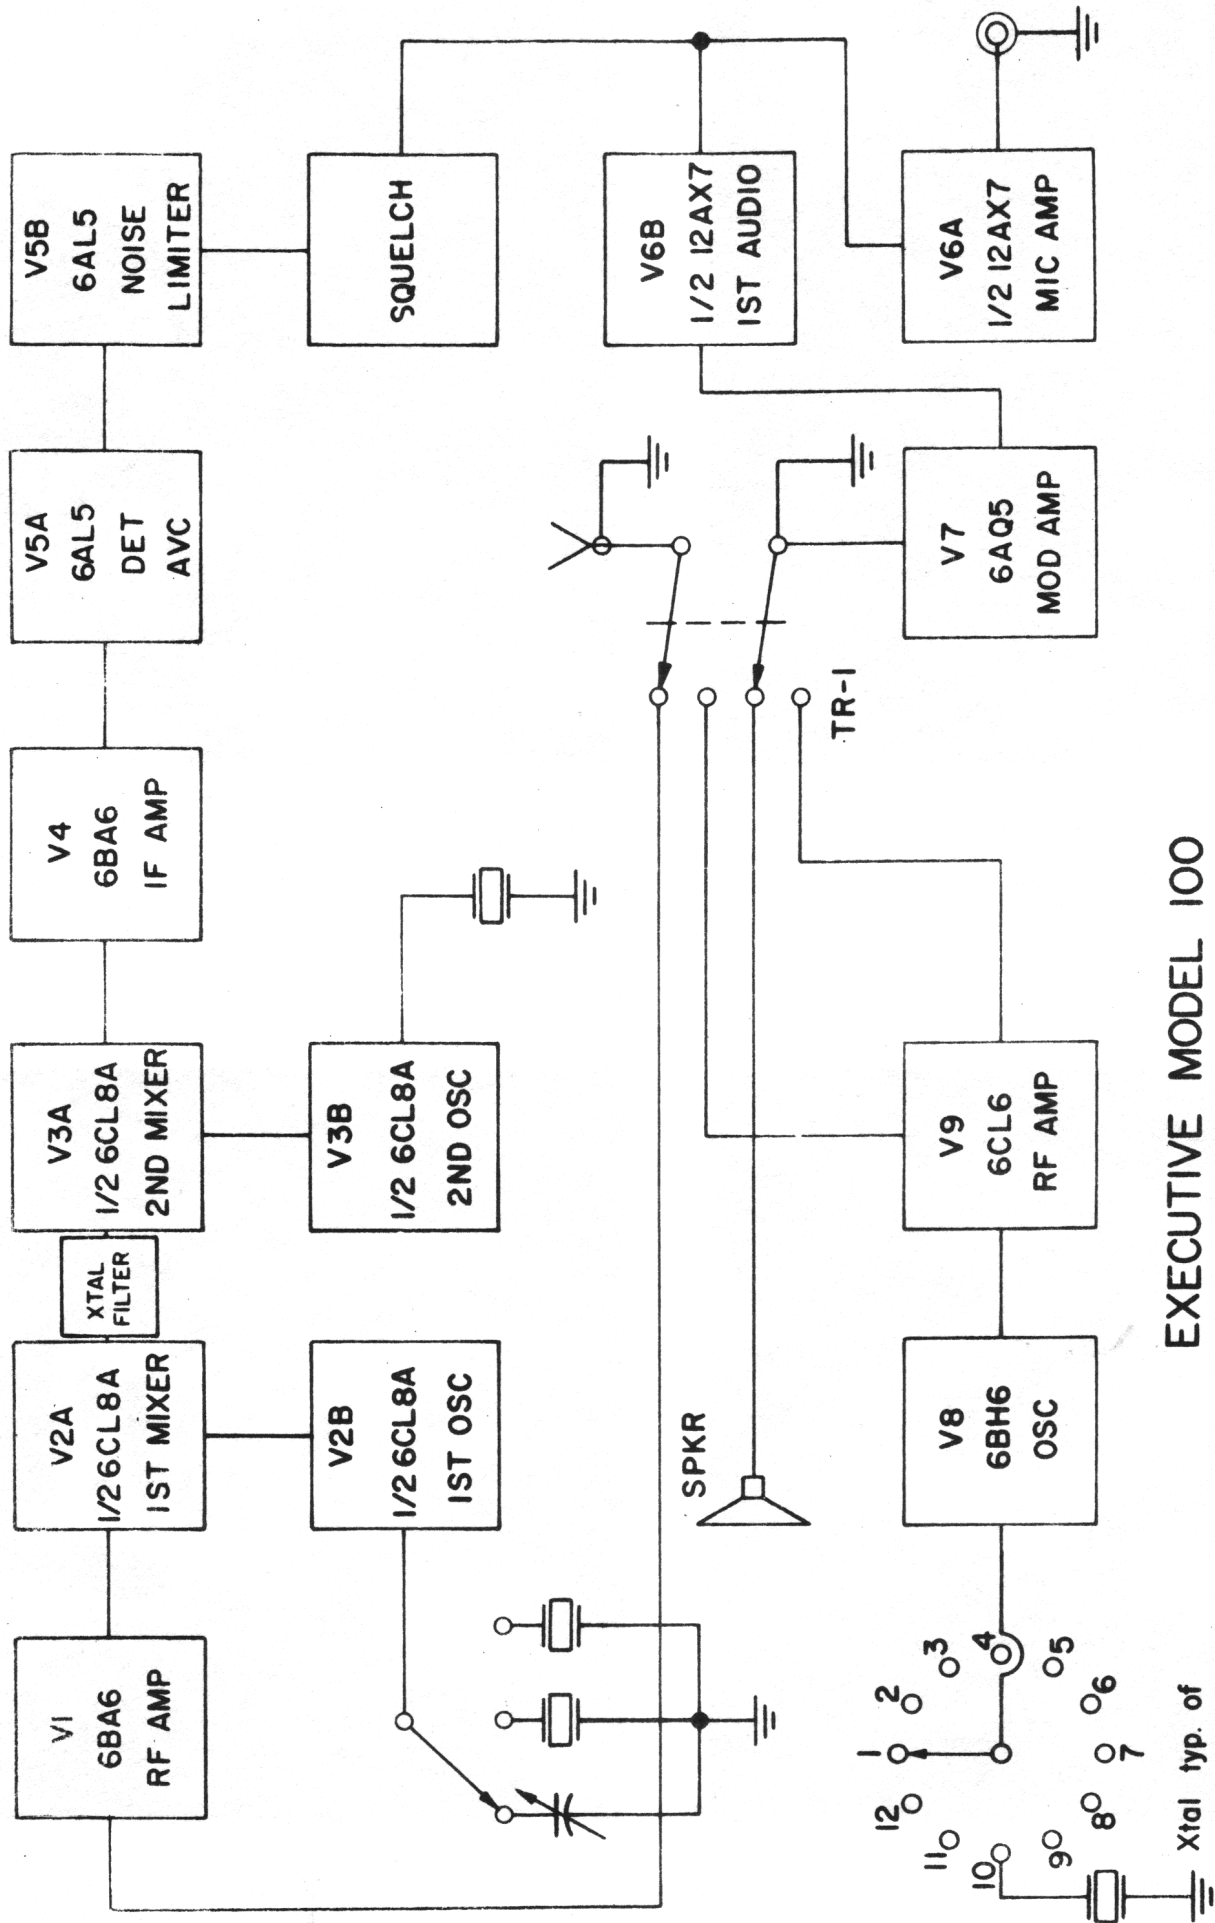 V1
6BA6
RF AMP
V2A
1/2 6CL8A
1ST MIXER
XTAL
FILTER
V3A
1/2 6CL8A
2ND MIXER
V4
6BA6
IF AMP
V5A
6AL5
DET
AVC
V5B
6AL5
NOISE
LIMITER
V2B
1/2 6CL8A
1ST OSC
V3B
1/2 6CL8A
2ND OSC
SQUELCH
SPKR
TR-1
V6B
1/2 12AX7
1ST AUDIO
1
2
3
4
5
6
7
8
9
10
11
12
Xtal typ. of
V8
6BH6
OSC
V9
6CL6
RF AMP
V7
6AQ5
MOD AMP
V6A
1/2 12AX7
MIC AMP
EXECUTIVE MODEL 100